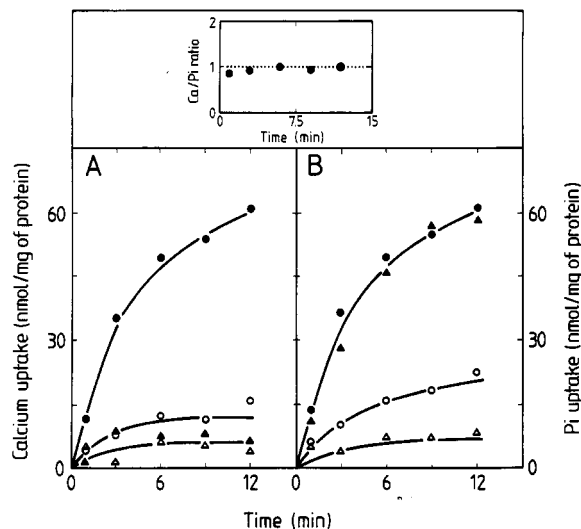 Ca/Pi ratio
2
1
0
0
7.5
15
Time (min)
A
B
Calcium uptake (nmol/mg of protein)
60
30
0
60
30
0
Pi uptake (nmol/mg of protein)
0
6
12
0
6
12
Time (min)